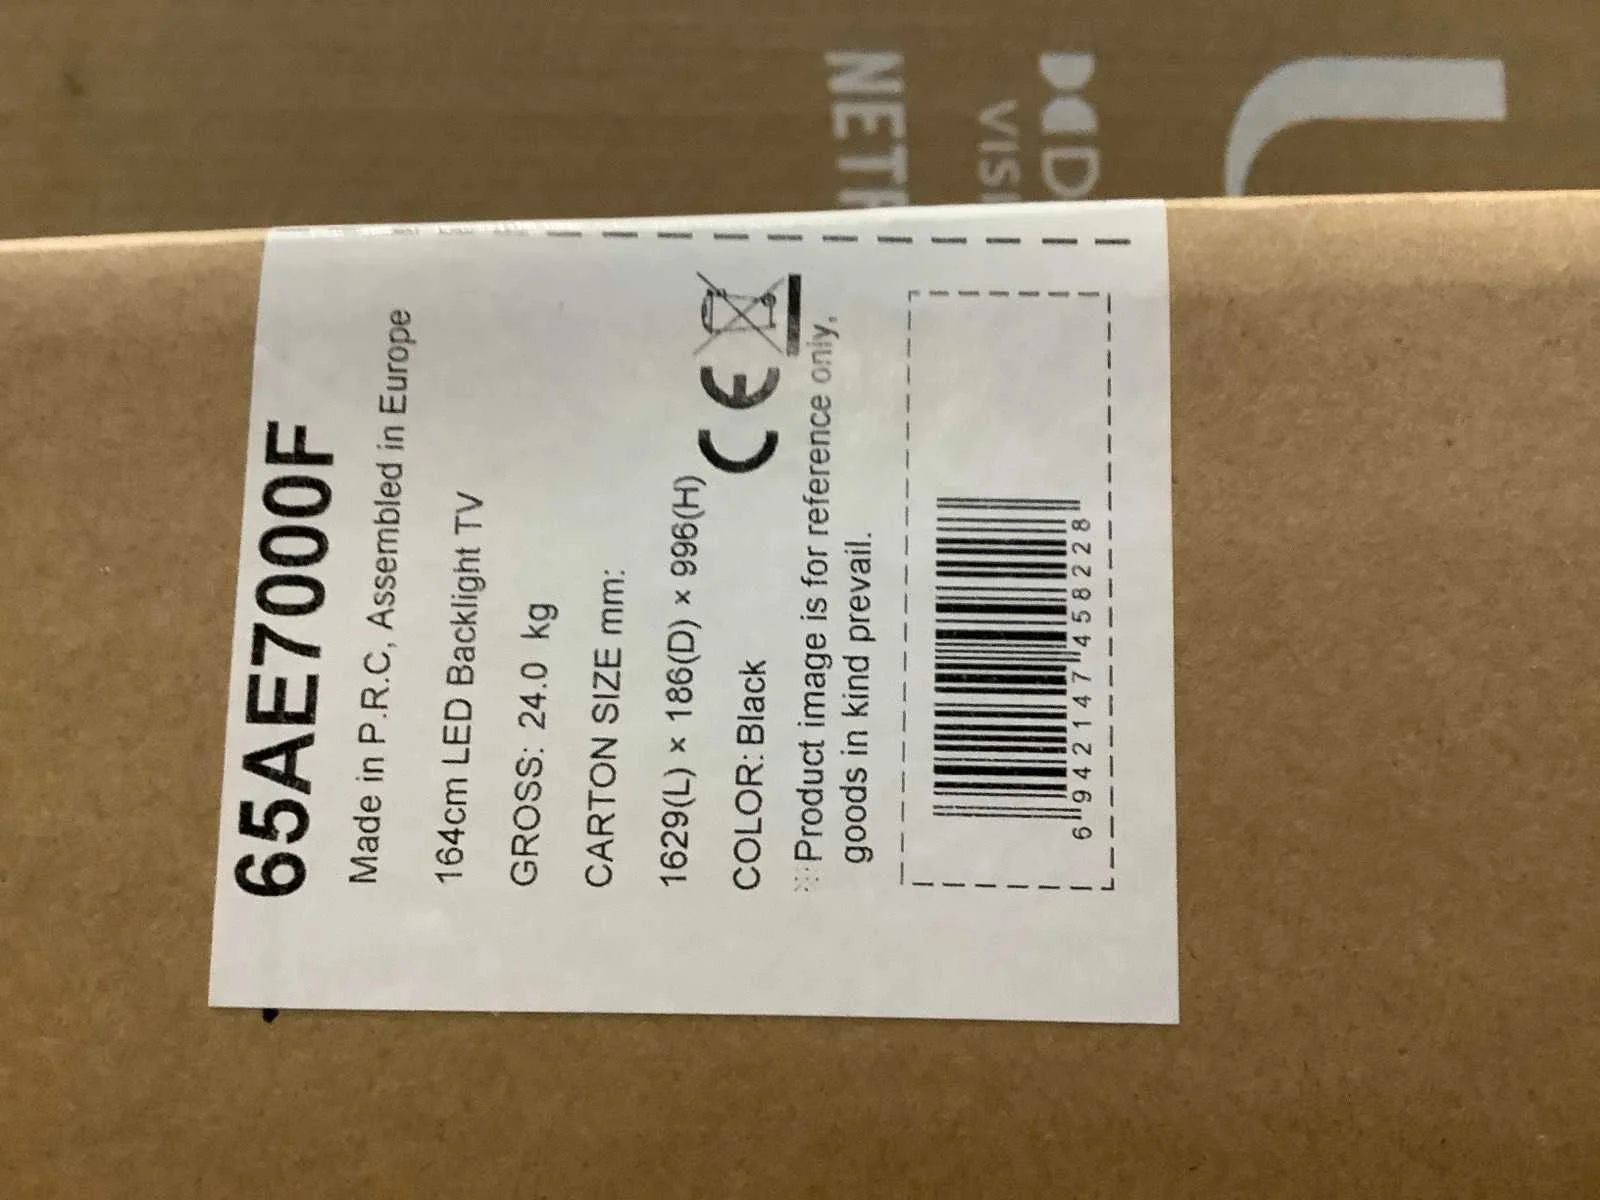 65AE7000F
Made in P.R.C, Assembled in Europe
164cm LED Backlight TV
GROSS: 24.0 kg
CARTON SIZE mm:
1629(L) × 186(D) × 996(H)
COLOR: Black
CE
※Product image is for reference only,
goods in kind prevail.
6 942147 458228